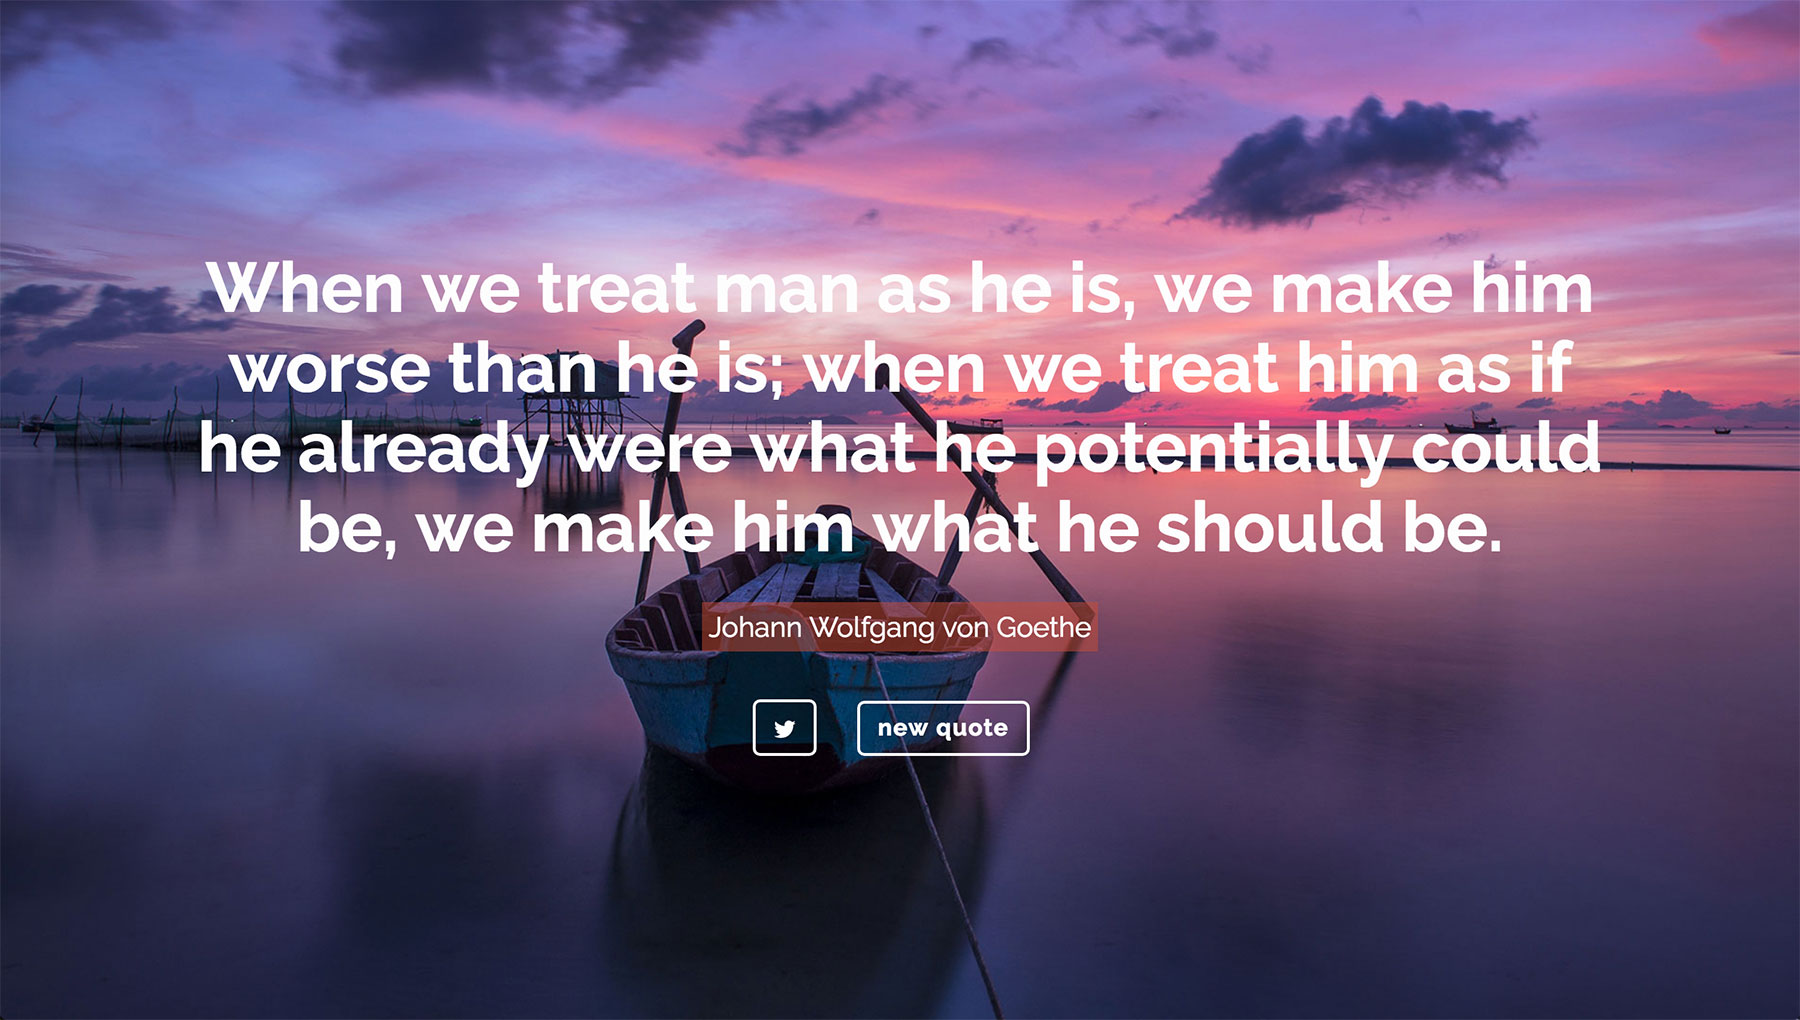 When we treat man as he is, we make him
worse than he is; when we treat him as if
he already were what he potentially could
be, we make him what he should be.
Johann Wolfgang von Goethe
new quote